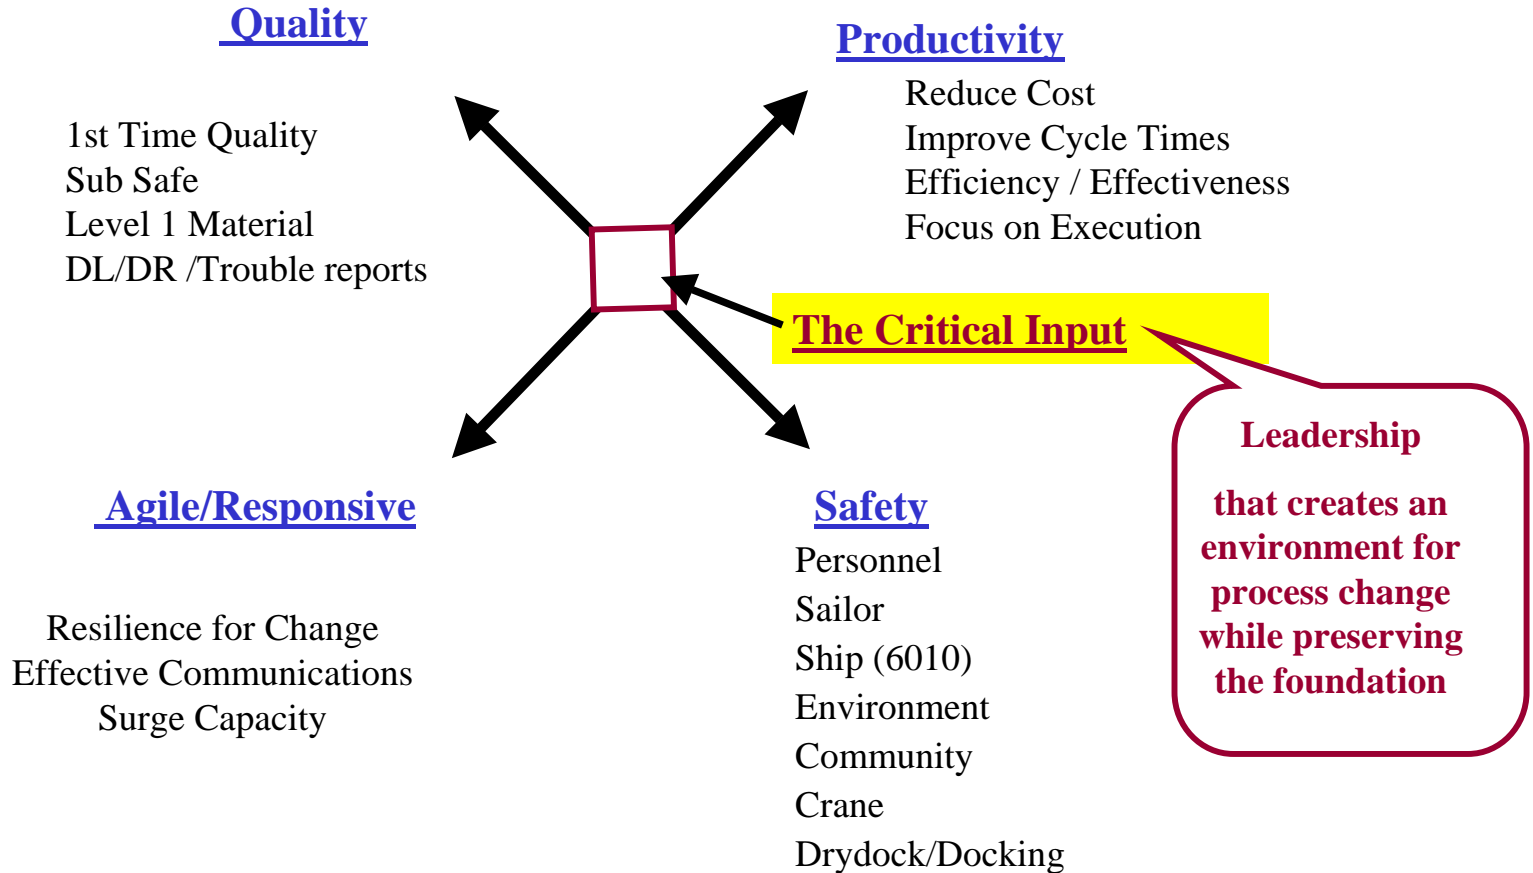 Quality
1st Time Quality
Sub Safe
Level 1 Material
DL/DR /Trouble reports
Productivity
Reduce Cost
Improve Cycle Times
Efficiency / Effectiveness
Focus on Execution
The Critical Input
Leadership
that creates an
environment for
process change
while preserving
the foundation
Agile/Responsive
Resilience for Change
Effective Communications
Surge Capacity
Safety
Personnel
Sailor
Ship (6010)
Environment
Community
Crane
Drydock/Docking